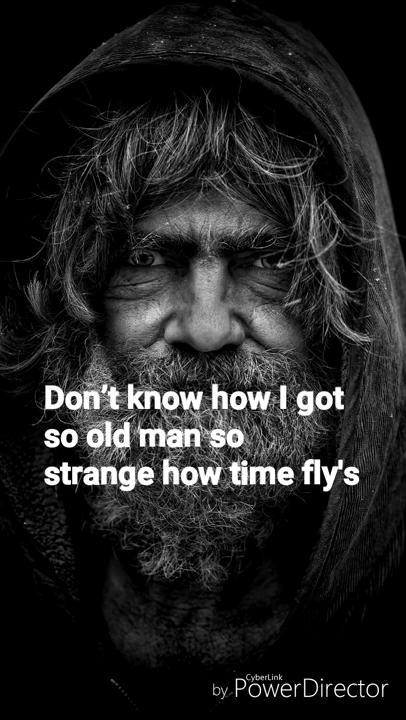 Don't know how I got
so old man so
strange how time fly's
by CyberLink PowerDirector